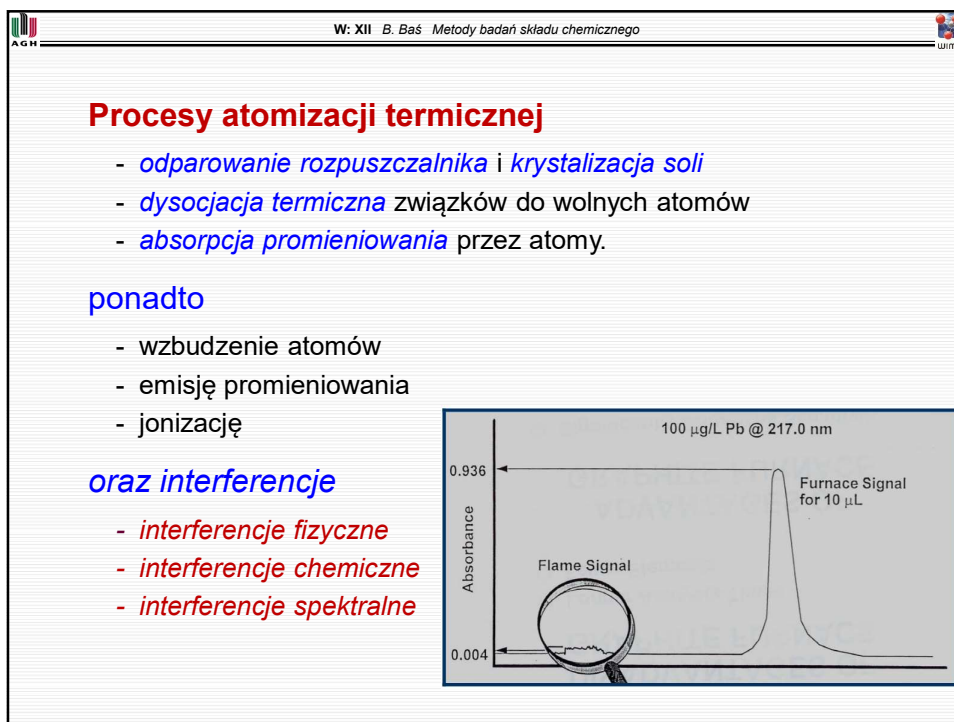 AGH
W: XII B. Baś Metody badań składu chemicznego
wim
Procesy atomizacji termicznej
- odparowanie rozpuszczalnika i krystalizacja soli
- dysocjacja termiczna związków do wolnych atomów
- absorpcja promieniowania przez atomy.
ponadto
- wzbudzenie atomów
- emisję promieniowania
- jonizację
oraz interferencje
- interferencje fizyczne
- interferencje chemiczne
- interferencje spektralne
100 µg/L Pb @ 217.0 nm
0.936
Furnace Signal
for 10 µL
Absorbance
Flame Signal
0.004